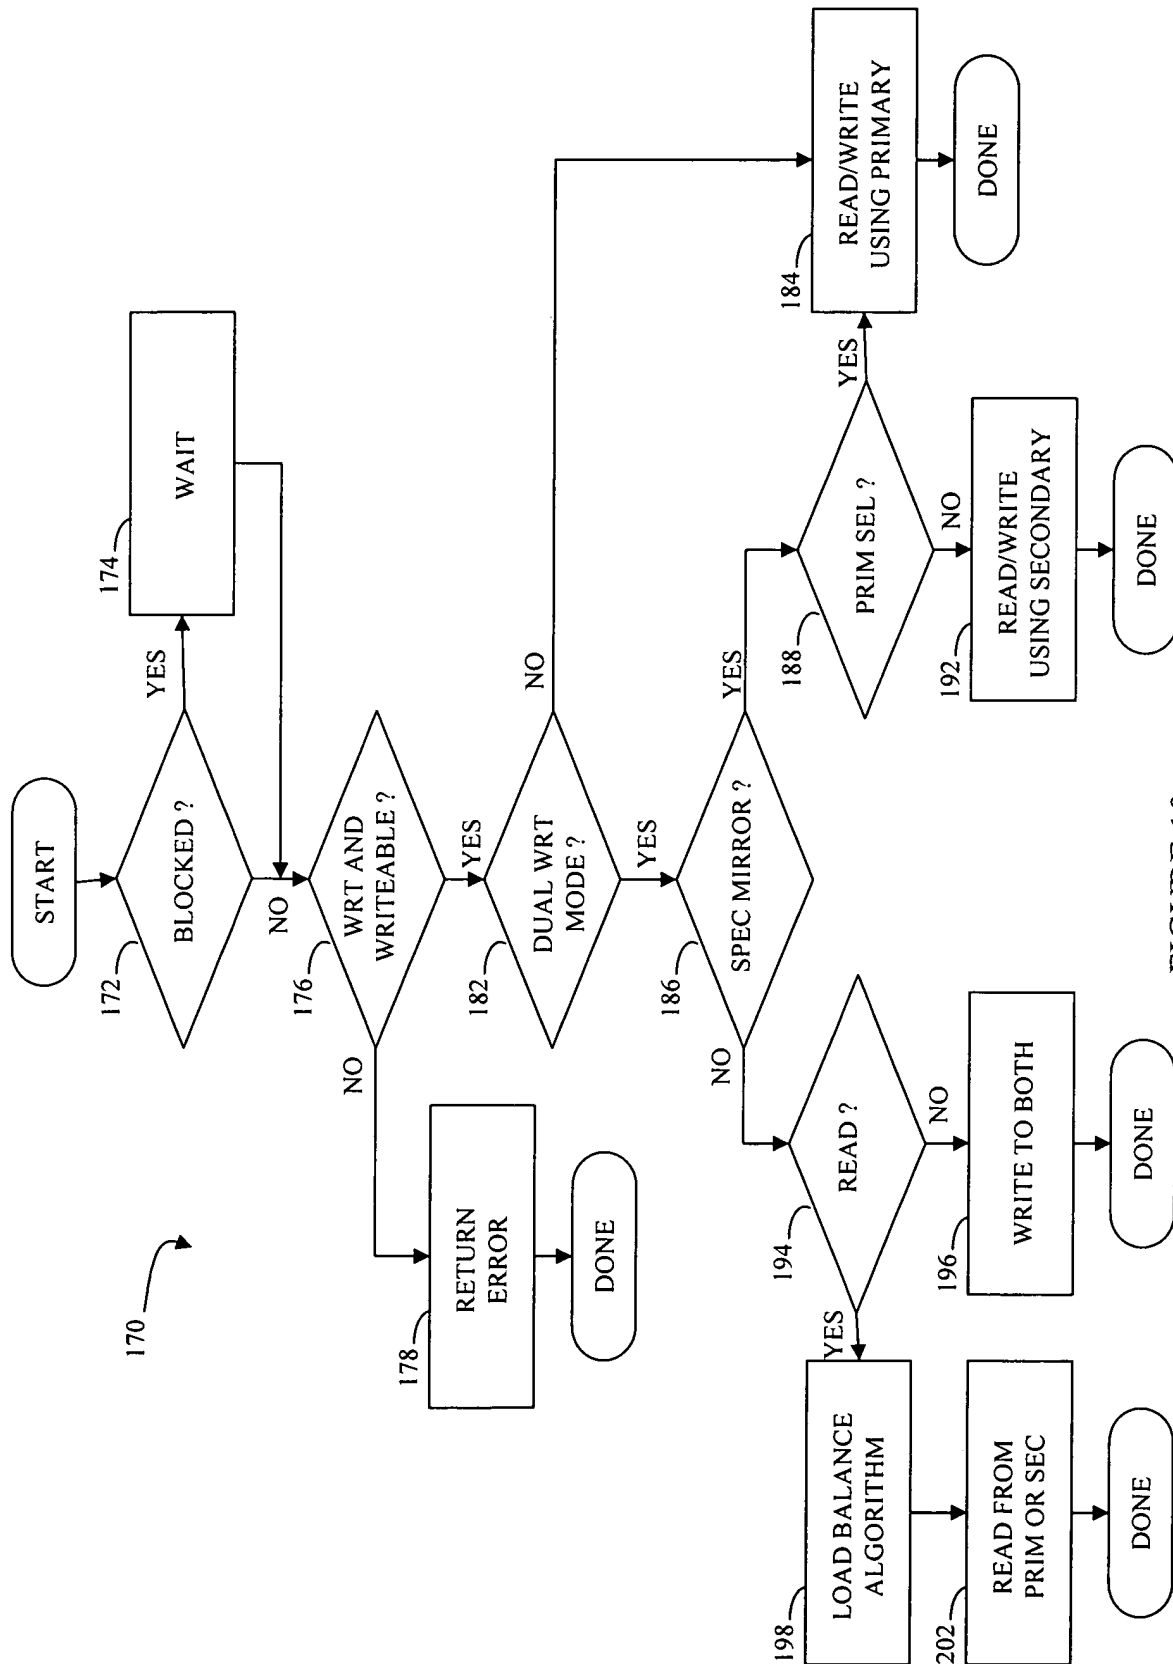 START
170
172
BLOCKED ?
YES
174
WAIT
NO
176
WRT AND
WRITEABLE ?
NO
YES
178
RETURN
ERROR
DONE
182
DUAL WRT
MODE ?
NO
YES
186
SPEC MIRROR ?
NO
YES
194
READ ?
YES
NO
188
PRIM SEL ?
YES
NO
184
READ/WRITE
USING PRIMARY
DONE
198
LOAD BALANCE
ALGORITHM
196
WRITE TO BOTH
192
READ/WRITE
USING SECONDARY
202
READ FROM
PRIM OR SEC
DONE
DONE
DONE
FIGURE